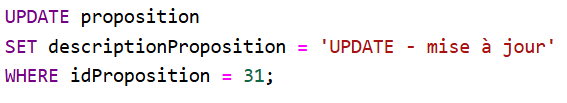 UPDATE proposition
SET descriptionProposition = 'UPDATE - mise à jour'
WHERE idProposition = 31;